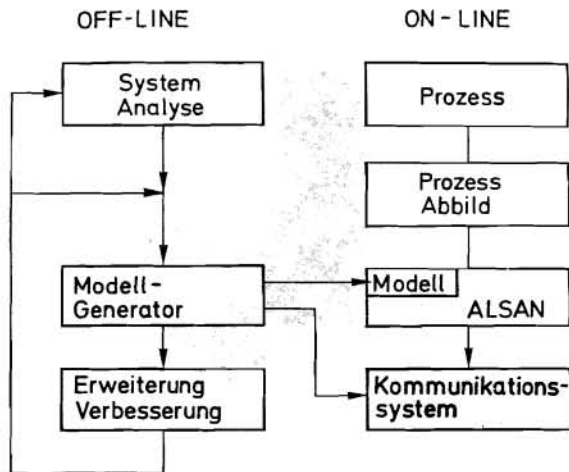 OFF-LINE
System
Analyse
Modell-
Generator
Erweiterung
Verbesserung
ON-LINE
Prozess
Prozess
Abbild
Modell
ALSAN
Kommunikations-
system